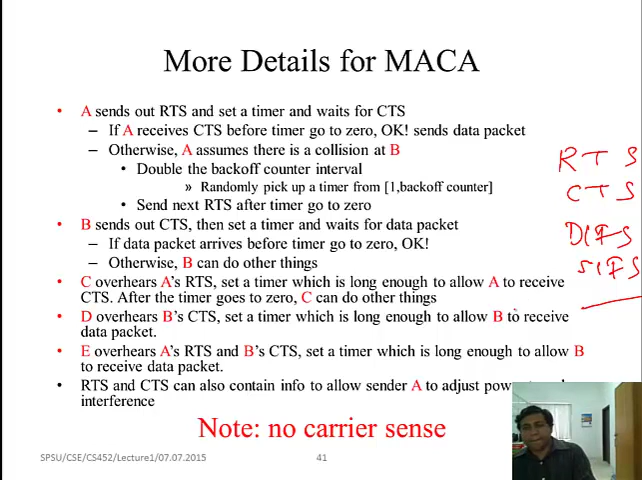 More Details for MACA
• A sends out RTS and set a timer and waits for CTS
– If A receives CTS before timer go to zero, OK! sends data packet
– Otherwise, A assumes there is a collision at B
• Double the backoff counter interval
» Randomly pick up a timer from [1,backoff counter]
• Send next RTS after timer go to zero
• B sends out CTS, then set a timer and waits for data packet
– If data packet arrives before timer go to zero, OK!
– Otherwise, B can do other things
• C overhears A's RTS, set a timer which is long enough to allow A to receive
CTS. After the timer goes to zero, C can do other things
• D overhears B's CTS, set a timer which is long enough to allow B to receive
data packet.
• E overhears A's RTS and B's CTS, set a timer which is long enough to allow B
to receive data packet.
• RTS and CTS can also contain info to allow sender A to adjust
interference
Note: no carrier sense
SPSU/CSE/CS452/Lecture1/07.07.2015
41
RTS
CTS
DIFS
SIFS